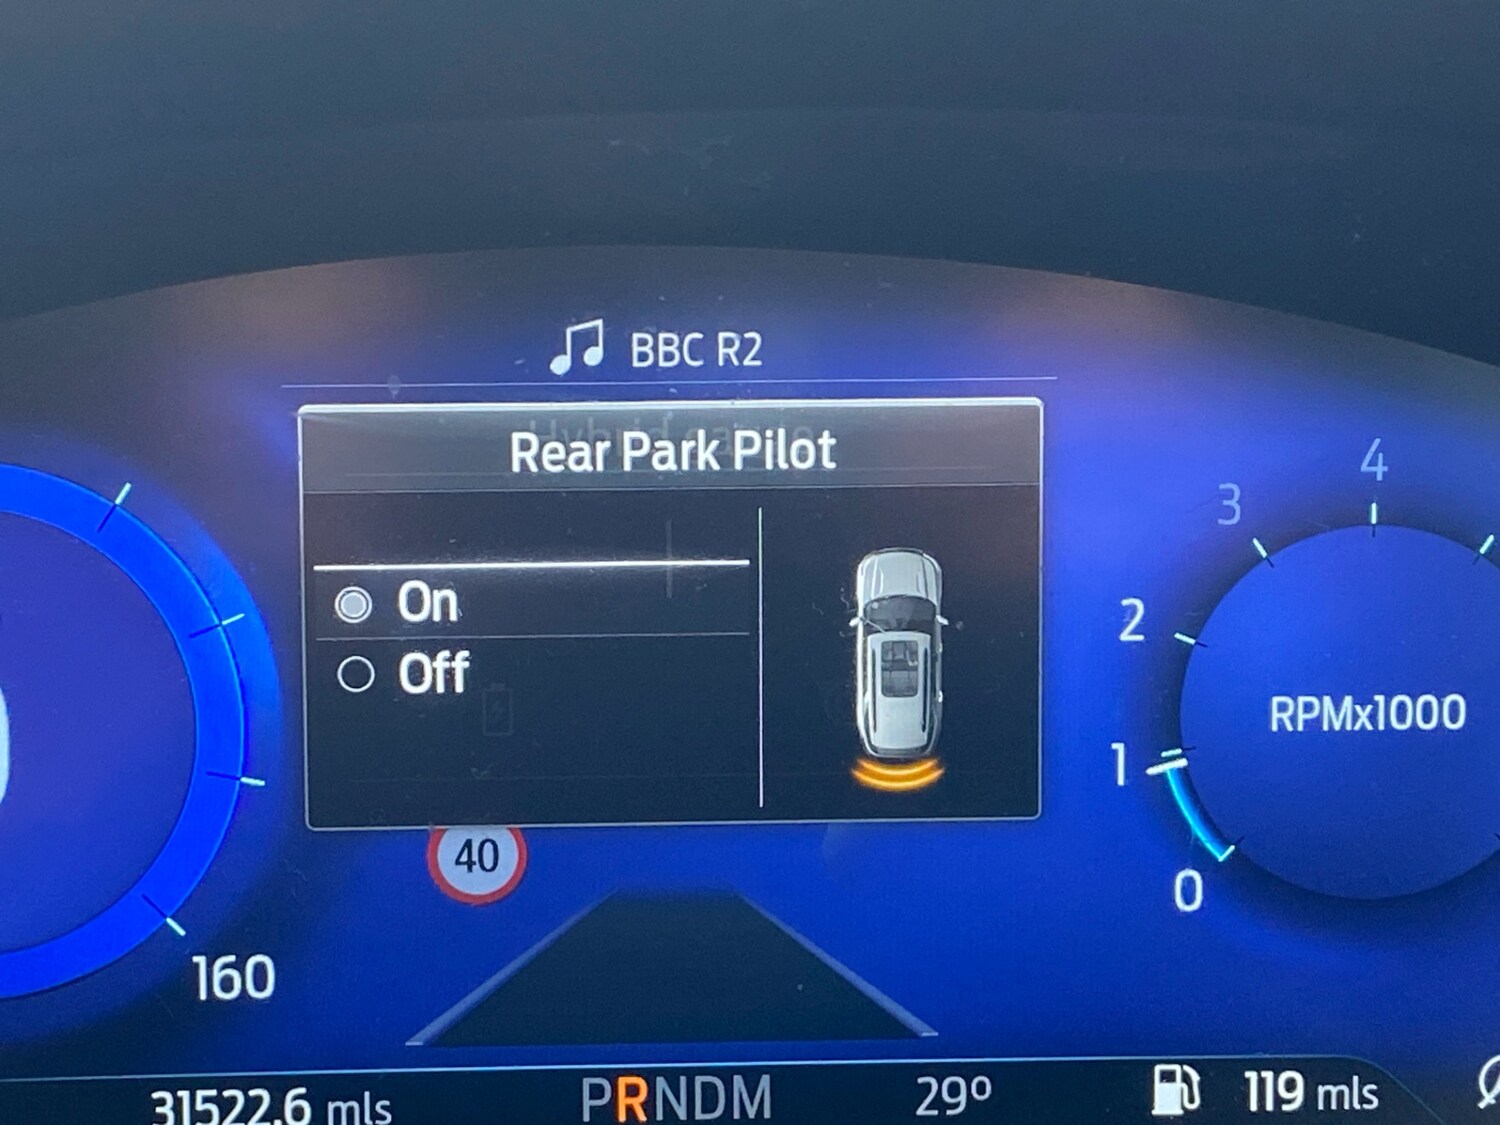 BBC R2
Rear Park Pilot
On
Off
40
160
4
3
2
1
0
RPMx1000
31522.6 mls
PRNDM
29º
119 mls